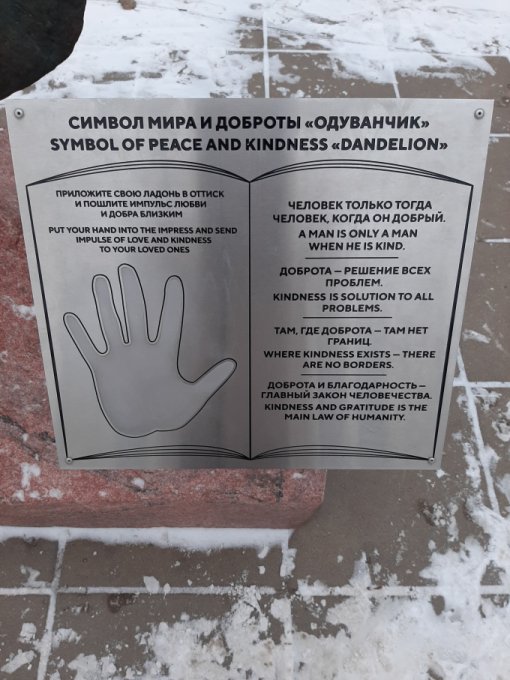 СИМВОЛ МИРА И ДОБРОТЫ «ОДУВАНЧИК»
SYMBOL OF PEACE AND KINDNESS «DANDELION»
ПРИЛОЖИТЕ СВОЮ ЛАДОНЬ В ОТТИСК
И ПОШЛИТЕ ИМПУЛЬС ЛЮБВИ
И ДОБРА БЛИЗКИМ
PUT YOUR HAND INTO THE IMPRESS AND SEND
IMPULSE OF LOVE AND KINDNESS
TO YOUR LOVED ONES
ЧЕЛОВЕК ТОЛЬКО ТОГДА
ЧЕЛОВЕК, КОГДА ОН ДОБРЫЙ.
A MAN IS ONLY A MAN
WHEN HE IS KIND.
ДОБРОТА — РЕШЕНИЕ ВСЕХ
ПРОБЛЕМ.
KINDNESS IS SOLUTION TO ALL
PROBLEMS.
ТАМ, ГДЕ ДОБРОТА — ТАМ НЕТ
ГРАНИЦ.
WHERE KINDNESS EXISTS — THERE
ARE NO BORDERS.
ДОБРОТА И БЛАГОДАРНОСТЬ —
ГЛАВНЫЙ ЗАКОН ЧЕЛОВЕЧЕСТВА.
KINDNESS AND GRATITUDE IS THE
MAIN LAW OF HUMANITY.